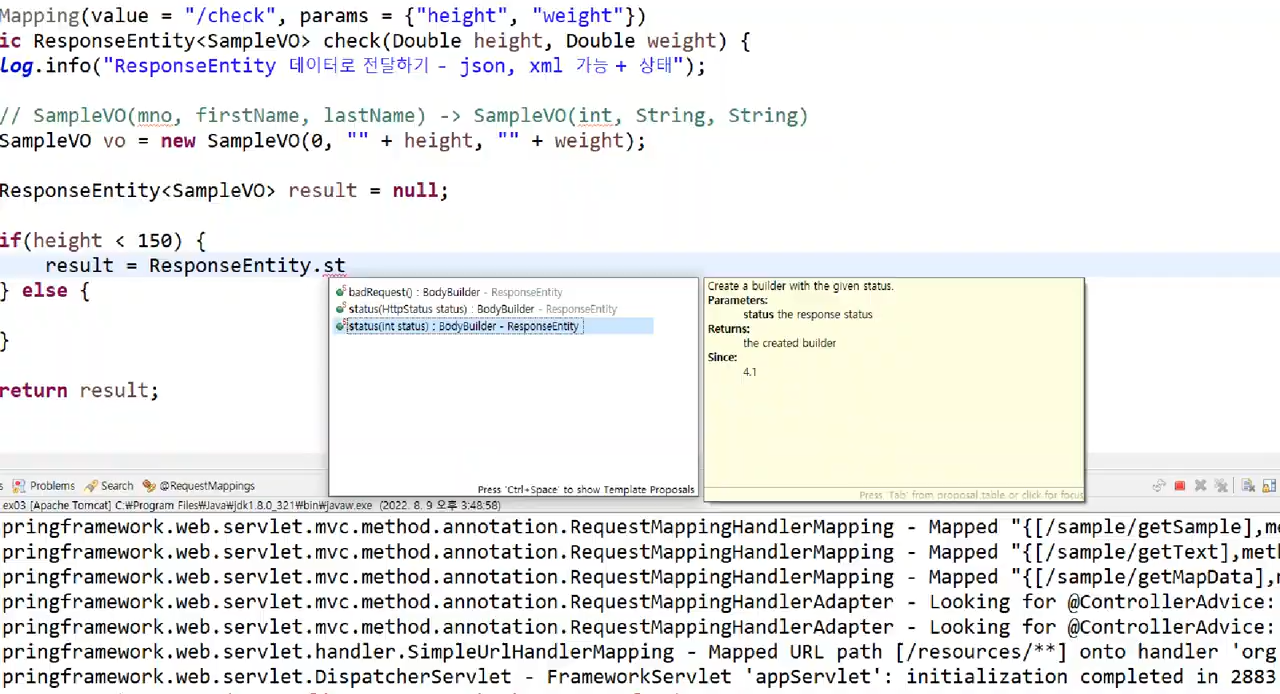 Mapping(value = "/check", params = {"height", "weight"})
ic ResponseEntity<SampleVO> check(Double height, Double weight) {
log.info("ResponseEntity 데이터로 전달하기 - json, xml 가능 + 상태");
// SampleVO(mno, firstName, lastName) -> SampleVO(int, String, String)
SampleVO vo = new SampleVO(0, "" + height, "" + weight);
ResponseEntity<SampleVO> result = null;
if(height < 150) {
result = ResponseEntity.st
} else {
}
return result;
badRequest() : BodyBuilder - ResponseEntity
status(HttpStatus status) : BodyBuilder - ResponseEntity
status(int status) : BodyBuilder - ResponseEntity
Press 'Ctrl+Space' to show Template Proposals
Create a builder with the given status.
Parameters:
status the response status
Returns:
the created builder
Since:
4.1
Press 'Tab' from proposal table or click for focus
s Problems Search @RequestMappings
ex03 [Apache Tomcat] C:₩Program Files₩Java₩jdk1.8.0_321₩bin₩javaw.exe (2022. 8. 9 오후 3:48:58)
pringframework.web.servlet.mvc.method.annotation.RequestMappingHandlerMapping - Mapped "{[/sample/getSample],me
pringframework.web.servlet.mvc.method.annotation.RequestMappingHandlerMapping - Mapped "{[/sample/getText],meth
pringframework.web.servlet.mvc.method.annotation.RequestMappingHandlerMapping - Mapped "{[/sample/getMapData],m
pringframework.web.servlet.mvc.method.annotation.RequestMappingHandlerAdapter - Looking for @ControllerAdvice:
pringframework.web.servlet.mvc.method.annotation.RequestMappingHandlerAdapter - Looking for @ControllerAdvice:
pringframework.web.servlet.handler.SimpleUrlHandlerMapping - Mapped URL path [/resources/**] onto handler 'org
pringframework.web.servlet.DispatcherServlet - FrameworkServlet 'appServlet': initialization completed in 2883